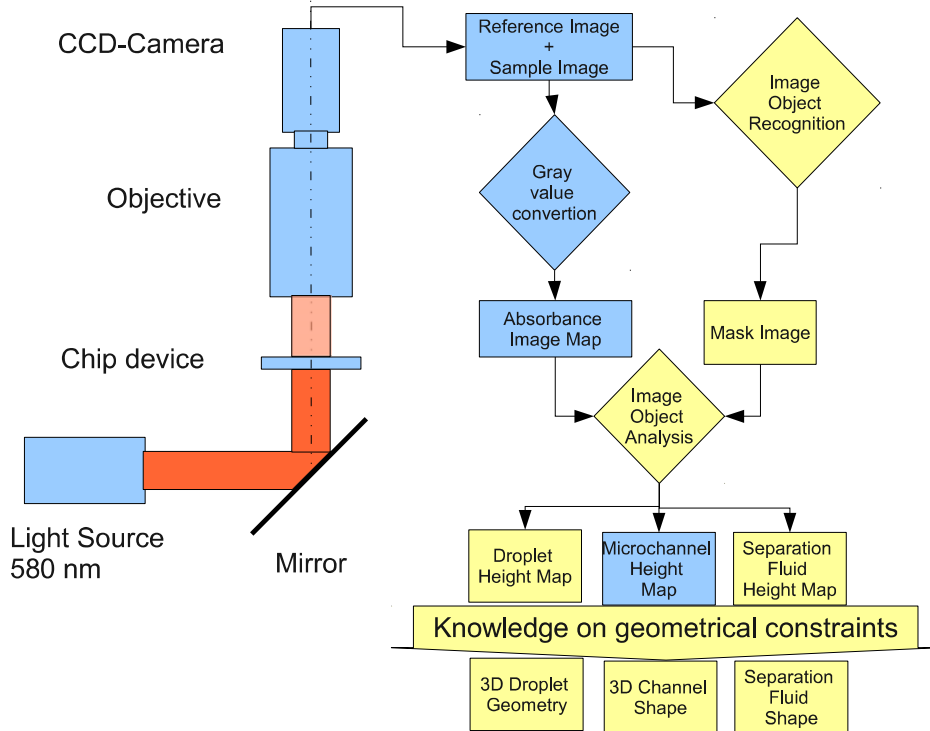 CCD-Camera
Objective
Chip device
Light Source
580 nm
Mirror
Reference Image
+
Sample Image
Image
Object
Recognition
Gray
value
convertion
Absorbance
Image Map
Mask Image
Image
Object
Analysis
Droplet
Height Map
Microchannel
Height
Map
Separation
Fluid
Height Map
Knowledge on geometrical constraints
3D Droplet
Geometry
3D Channel
Shape
Separation
Fluid
Shape